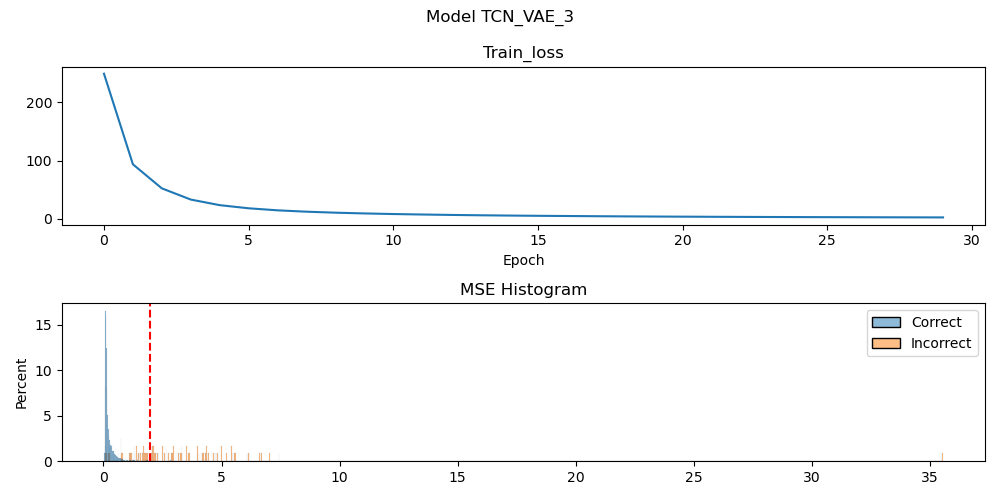 Model TCN_VAE_3
Train_loss
200
100
0
0 5 10 15 20 25 30
Epoch
MSE Histogram
Percent
15
10
5
0
Correct
Incorrect
0 5 10 15 20 25 30 35